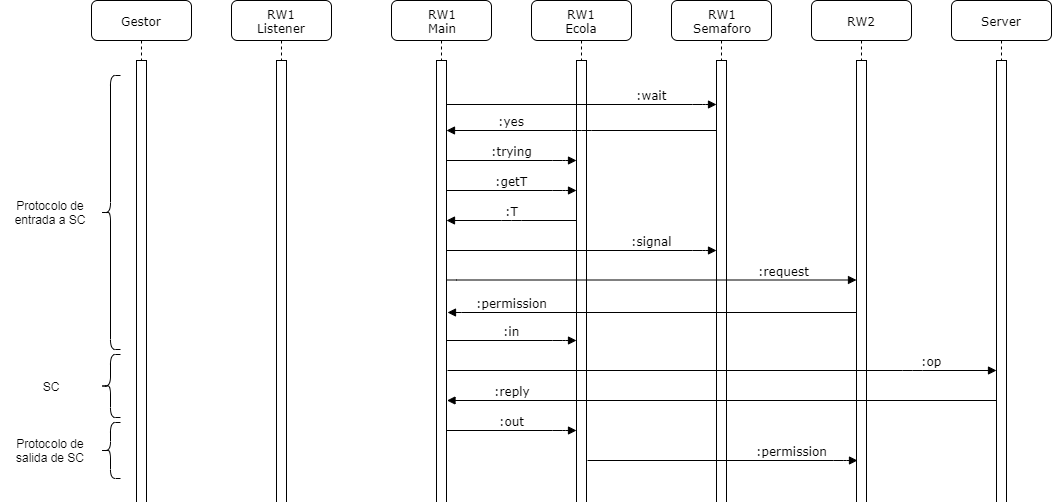 Gestor
RW1
Listener
RW1
Main
RW1
Ecola
RW1
Semaforo
RW2
Server
:wait
:yes
:trying
:getT
:T
:signal
:request
:permission
:in
Protocolo de
entrada a SC
:op
:reply
SC
:out
:permission
Protocolo de
salida de SC